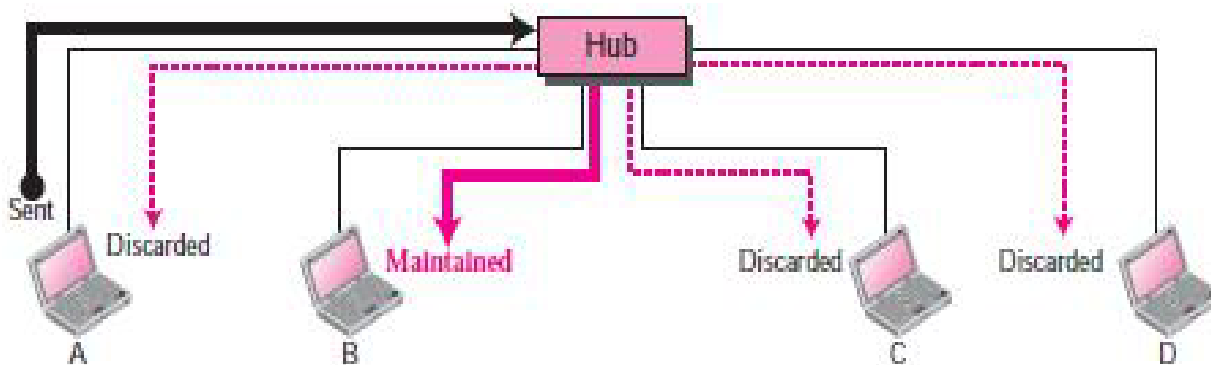 Hub
Sent
Discarded
Maintained
Discarded
Discarded
A
B
C
D